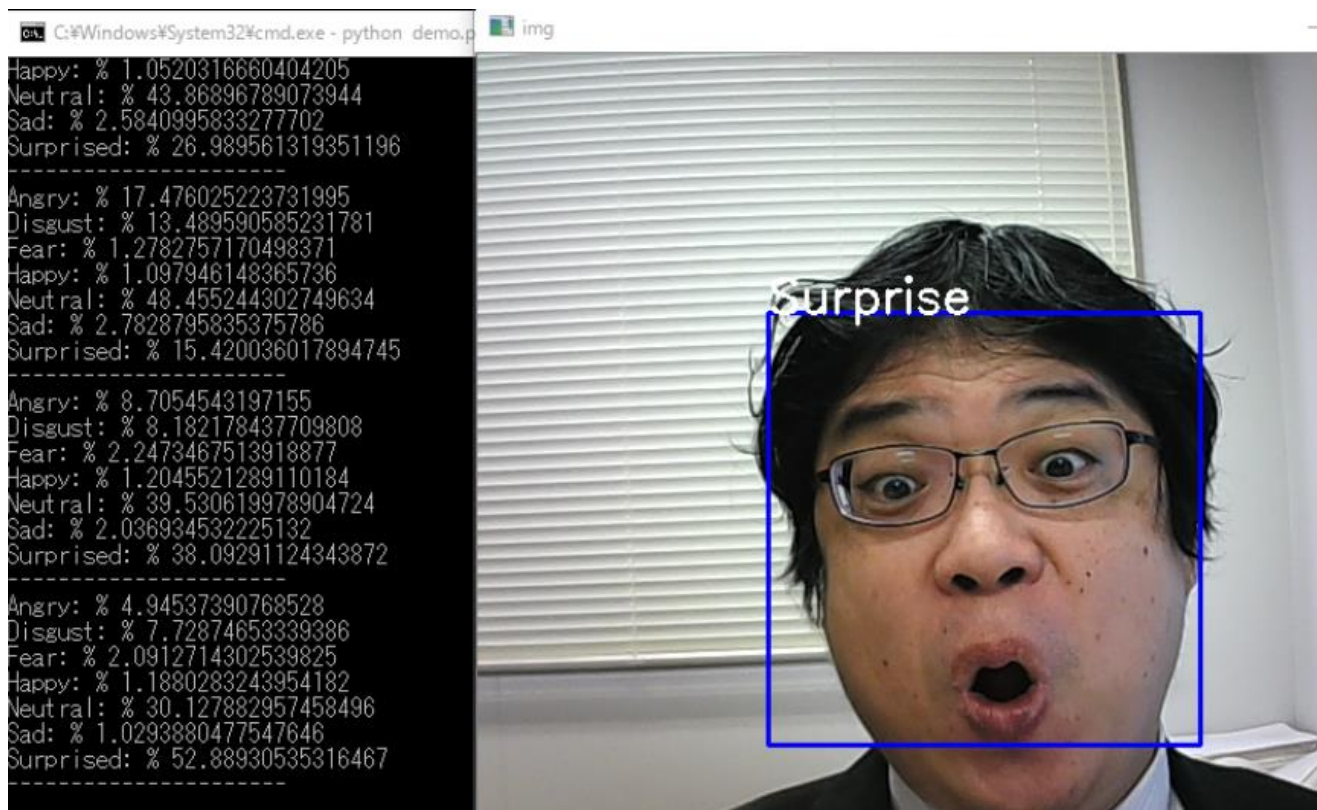 C:¥Windows¥System32¥cmd.exe - python demo.p
Happy: % 1.0520316660404205
Neutral: % 43.86896789073944
Sad: % 2.5840995833277702
Surprised: % 26.989561319351196
----------------------
Angry: % 17.476025223731995
Disgust: % 13.489590585231781
Fear: % 1.2782757170498371
Happy: % 1.097946148365736
Neutral: % 48.455244302749634
Sad: % 2.7828795835375786
Surprised: % 15.420036017894745
----------------------
Angry: % 8.7054543197155
Disgust: % 8.182178437709808
Fear: % 2.2473467513918877
Happy: % 1.2045521289110184
Neutral: % 39.530619978904724
Sad: % 2.036934532225132
Surprised: % 38.09291124343872
----------------------
Angry: % 4.94537390768528
Disgust: % 7.72874653339386
Fear: % 2.0912714302539825
Happy: % 1.1880283243954182
Neutral: % 30.127882957458496
Sad: % 1.0293880477547646
Surprised: % 52.88930535316467
----------------------
img
Surprise